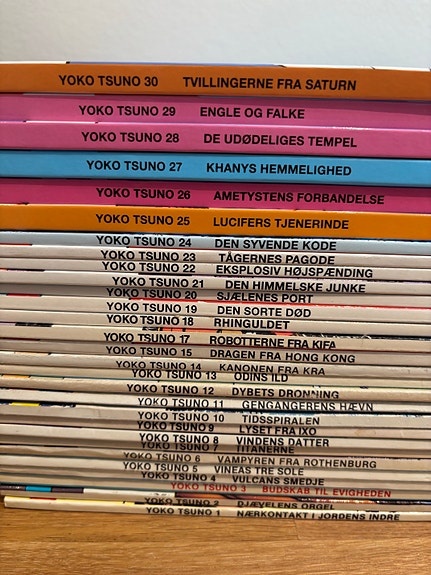 YOKO TSUNO 30 TVILLINGERNE FRA SATURN
YOKO TSUNO 29 ENGLE OG FALKE
YOKO TSUNO 28 DE UDØDELIGES TEMPEL
YOKO TSUNO 27 KHANYS HEMMELIGHED
YOKO TSUNO 26 AMETYSTENS FORBANDELSE
YOKO TSUNO 25 LUCIFERS TJENERINDE
YOKO TSUNO 24 DEN SYVENDE KODE
YOKO TSUNO 23 TÅGERNES PAGODE
YOKO TSUNO 22 EKSPLOSIV HØJSPÆNDING
YOKO TSUNO 21 DEN HIMMELSKE JUNKE
YOKO TSUNO 20 SJÆLENES PORT
YOKO TSUNO 19 DEN SORTE DØD
YOKO TSUNO 18 RHINGULDET
YOKO TSUNO 17 ROBOTTERNE FRA KIFA
YOKO TSUNO 15 DRAGEN FRA HONG KONG
YOKO TSUNO 14 KANONEN FRA KRA
YOKO TSUNO 13 ODINS ILD
YOKO TSUNO 12 DYBETS DRONNING
YOKO TSUNO 11 GENGANGERENS HÆVN
YOKO TSUNO 10 TIDSSPIRALEN
YOKO TSUNO 9 LYSET FRA IXO
YOKO TSUNO 8 VINDENS DATTER
YOKO TSUNO 7 TITANERNE
YOKO TSUNO 6 VAMPYREN FRA ROTHENBURG
YOKO TSUNO 5 VINEAS TRE SOLE
YOKO TSUNO 4 VULCANS SMEDJE
YOKO TSUNO 3 BUDSKAB TIL EVIGHEDEN
YOKO TSUNO 2 DJÆVELENS ORGEL
YOKO TSUNO 1 NÆRKONTAKT I JORDENS INDRE